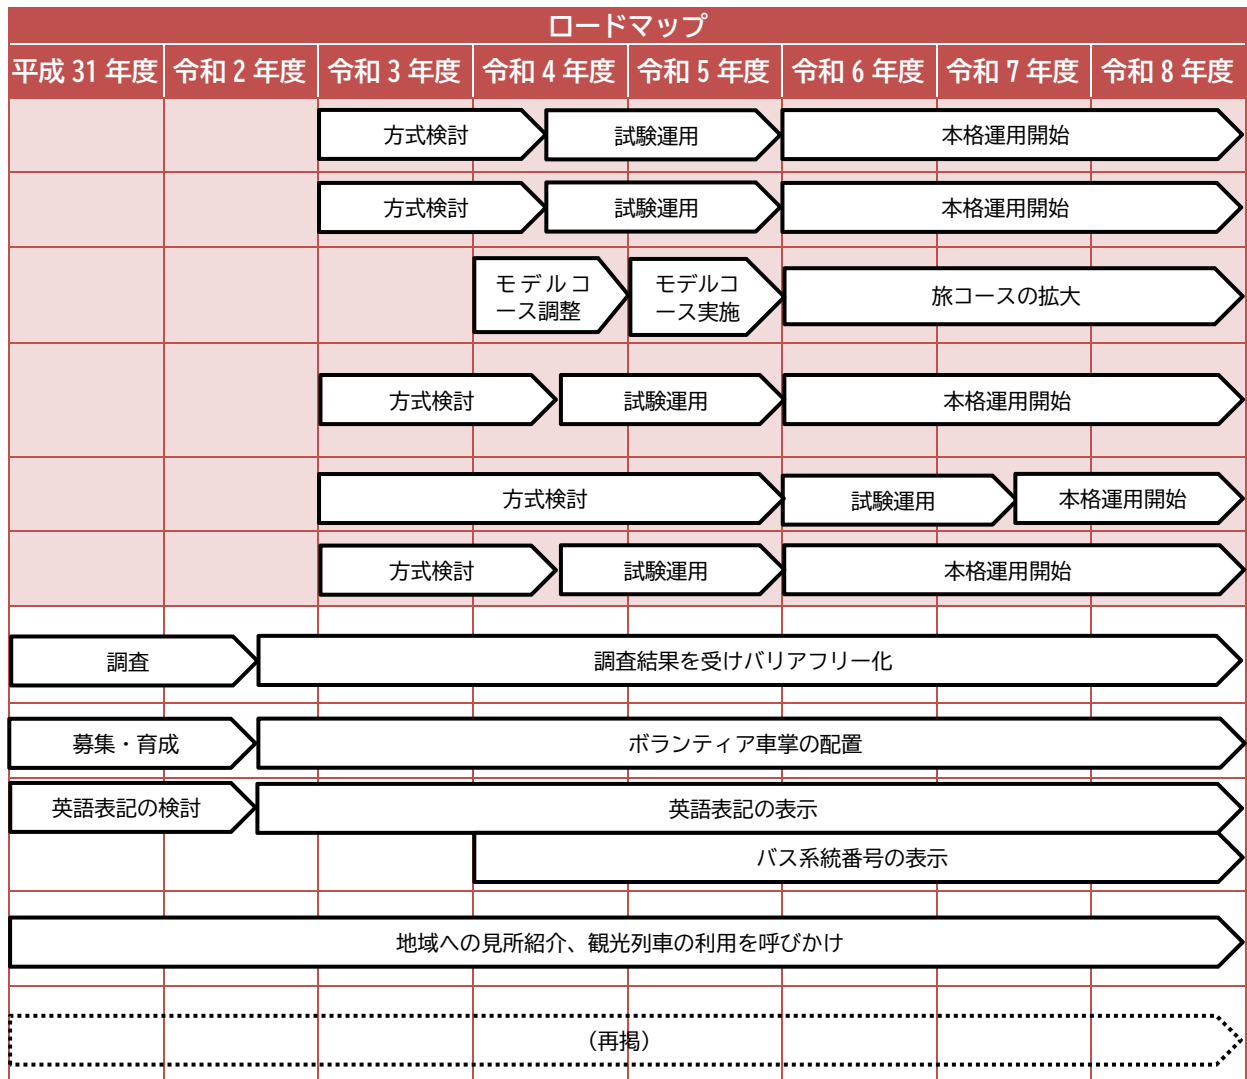 ロードマップ
平成 31 年度 令和 2 年度 令和 3 年度 令和 4 年度 令和 5 年度 令和 6 年度 令和 7 年度 令和 8 年度
方式検討 試験運用 本格運用開始
方式検討 試験運用 本格運用開始
モデルコ
ース調整
モデルコ
ース実施
旅コースの拡大
方式検討 試験運用 本格運用開始
方式検討 試験運用 本格運用開始
方式検討 試験運用 本格運用開始
調査 調査結果を受けバリアフリー化
募集・育成 ボランティア車掌の配置
英語表記の検討 英語表記の表示
バス系統番号の表示
地域への見所紹介、観光列車の利用を呼びかけ
（再掲）